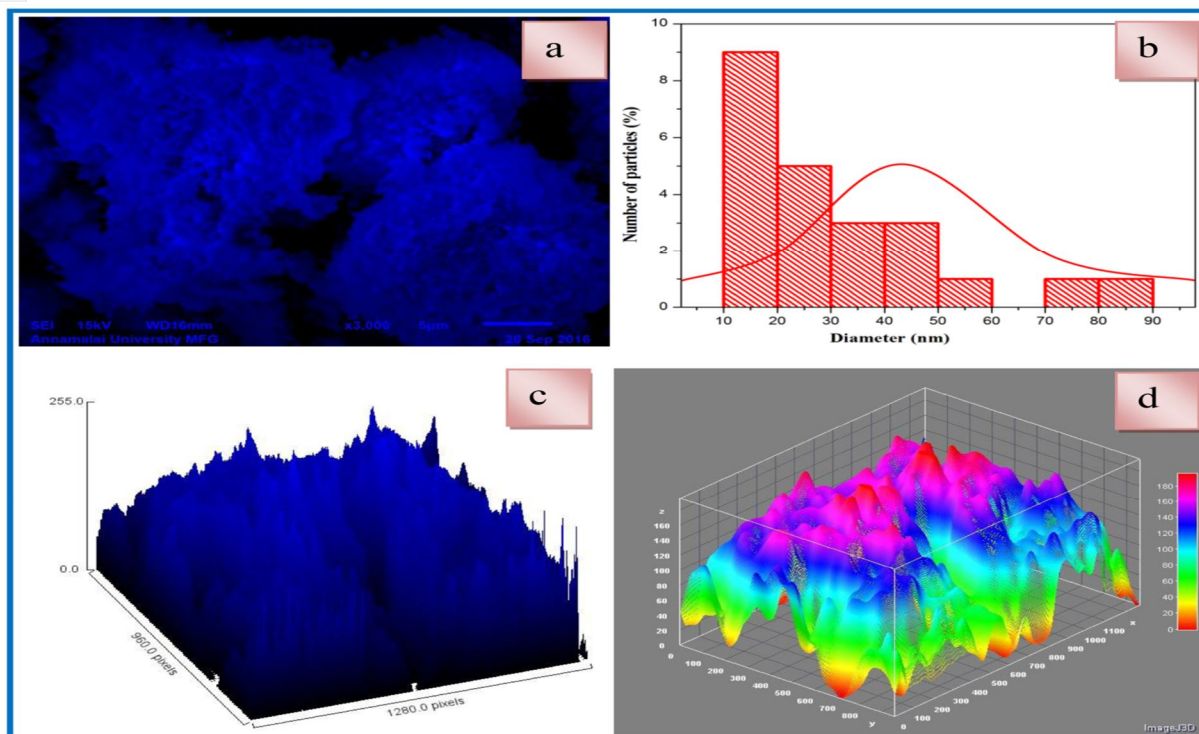 a
SEI 15kV WD16mm x3,000 5μm
Annamalai University MFG 20 Sep 2016
b
Number of particles (%)
10
8
6
4
2
0
10 20 30 40 50 60 70 80 90
Diameter (nm)
c
255.0
0.0
960.0 pixels
1280.0 pixels
d
z
160
140
120
100
80
60
40
20
0
0 100 200 300 400 500 600 700 800 y
0 100 200 300 400 500 600 700 800 900 1000 1100 x
180
160
140
120
100
80
60
40
20
0
ImageJ3D